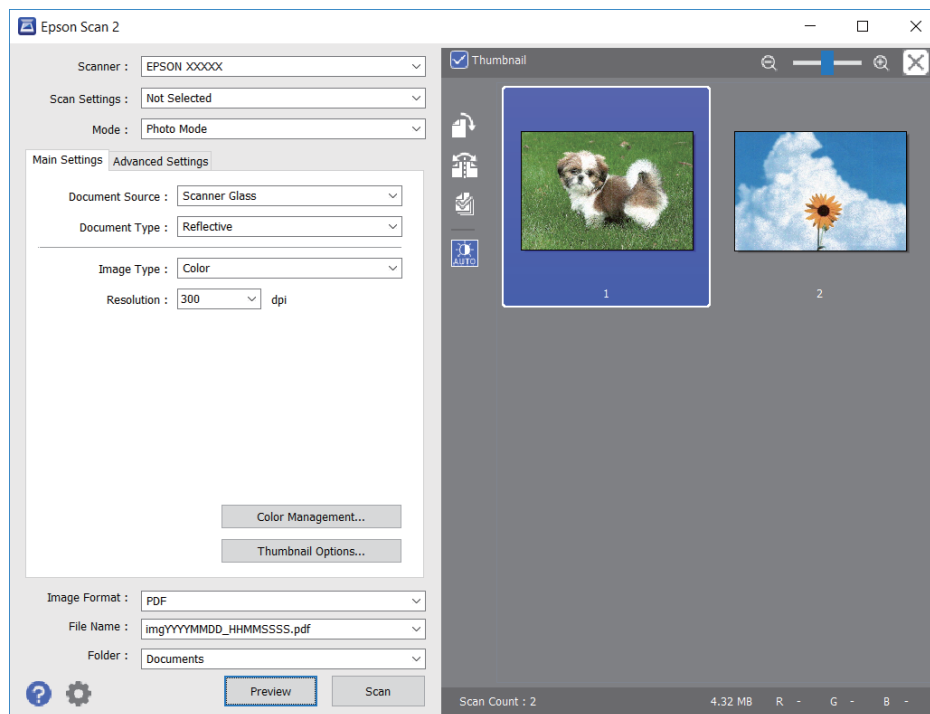 Epson Scan 2
Scanner : EPSON XXXXX
Scan Settings : Not Selected
Mode : Photo Mode
Main Settings Advanced Settings
Document Source : Scanner Glass
Document Type : Reflective
Image Type : Color
Resolution : 300 dpi
Color Management...
Thumbnail Options...
Image Format : PDF
File Name : imgYYYYMMDD_HHMMSSSS.pdf
Folder : Documents
? Preview Scan
Thumbnail
AUTO
1 2
Scan Count : 2 4.32 MB R - G - B -